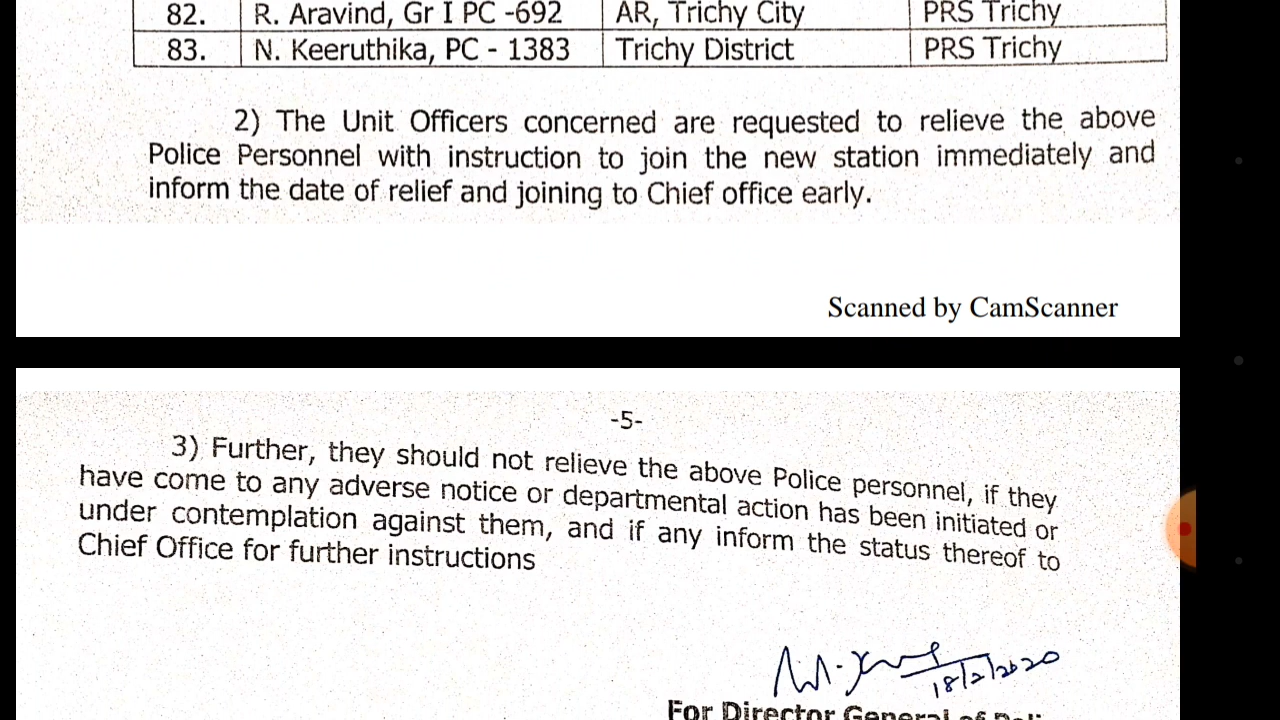 82. R. Aravind, Gr I PC -692 AR, Trichy City PRS Trichy
83. N. Keeruthika, PC - 1383 Trichy District PRS Trichy
2) The Unit Officers concerned are requested to relieve the above
Police Personnel with instruction to join the new station immediately and
inform the date of relief and joining to Chief office early.
Scanned by CamScanner
-5-
3) Further, they should not relieve the above Police personnel, if they
have come to any adverse notice or departmental action has been initiated or
under contemplation against them, and if any inform the status thereof to
Chief Office for further instructions
18/2/2020
For Director General of